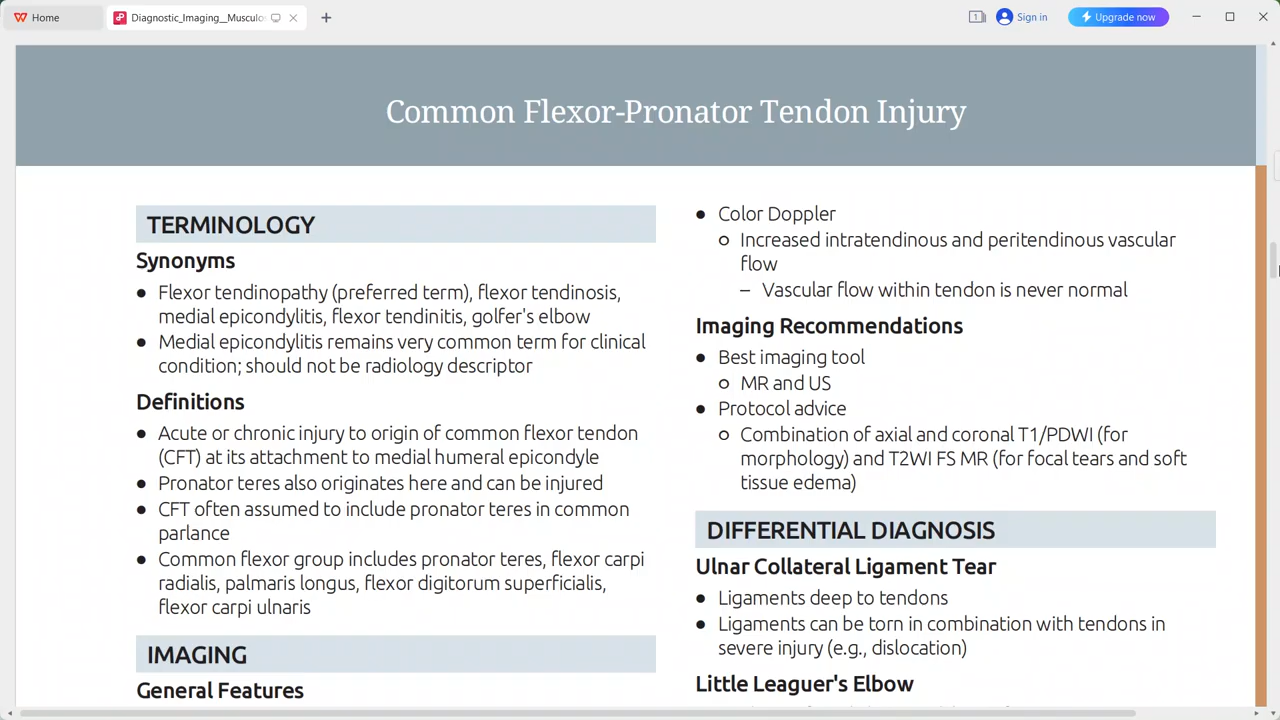 Home
Diagnostic_Imaging__Musculos
Sign in
Upgrade now
Common Flexor-Pronator Tendon Injury
TERMINOLOGY
Synonyms
● Flexor tendinopathy (preferred term), flexor tendinosis,
medial epicondylitis, flexor tendinitis, golfer's elbow
● Medial epicondylitis remains very common term for clinical
condition; should not be radiology descriptor
Definitions
● Acute or chronic injury to origin of common flexor tendon
(CFT) at its attachment to medial humeral epicondyle
● Pronator teres also originates here and can be injured
● CFT often assumed to include pronator teres in common
parlance
● Common flexor group includes pronator teres, flexor carpi
radialis, palmaris longus, flexor digitorum superficialis,
flexor carpi ulnaris
IMAGING
General Features
● Color Doppler
○ Increased intratendinous and peritendinous vascular
flow
– Vascular flow within tendon is never normal
Imaging Recommendations
● Best imaging tool
○ MR and US
● Protocol advice
○ Combination of axial and coronal T1/PDWI (for
morphology) and T2WI FS MR (for focal tears and soft
tissue edema)
DIFFERENTIAL DIAGNOSIS
Ulnar Collateral Ligament Tear
● Ligaments deep to tendons
● Ligaments can be torn in combination with tendons in
severe injury (e.g., dislocation)
Little Leaguer's Elbow